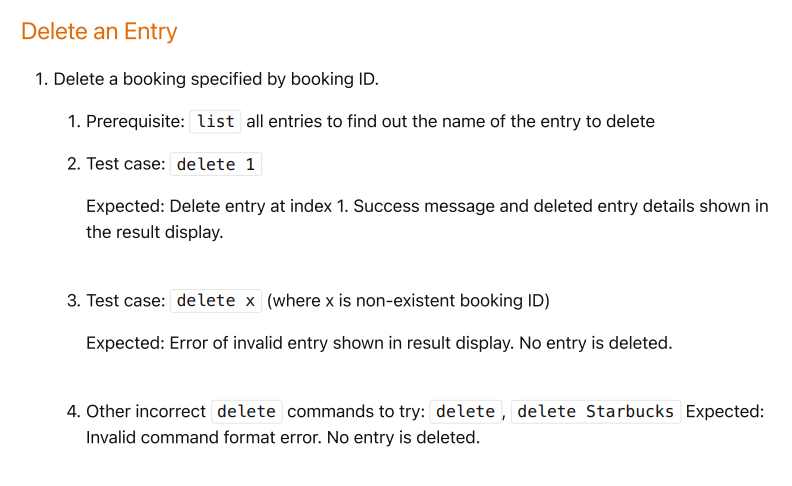 Delete an Entry
1. Delete a booking specified by booking ID.
1. Prerequisite: list all entries to find out the name of the entry to delete
2. Test case: delete 1
Expected: Delete entry at index 1. Success message and deleted entry details shown in
the result display.
3. Test case: delete x (where x is non-existent booking ID)
Expected: Error of invalid entry shown in result display. No entry is deleted.
4. Other incorrect delete commands to try: delete, delete Starbucks Expected:
Invalid command format error. No entry is deleted.